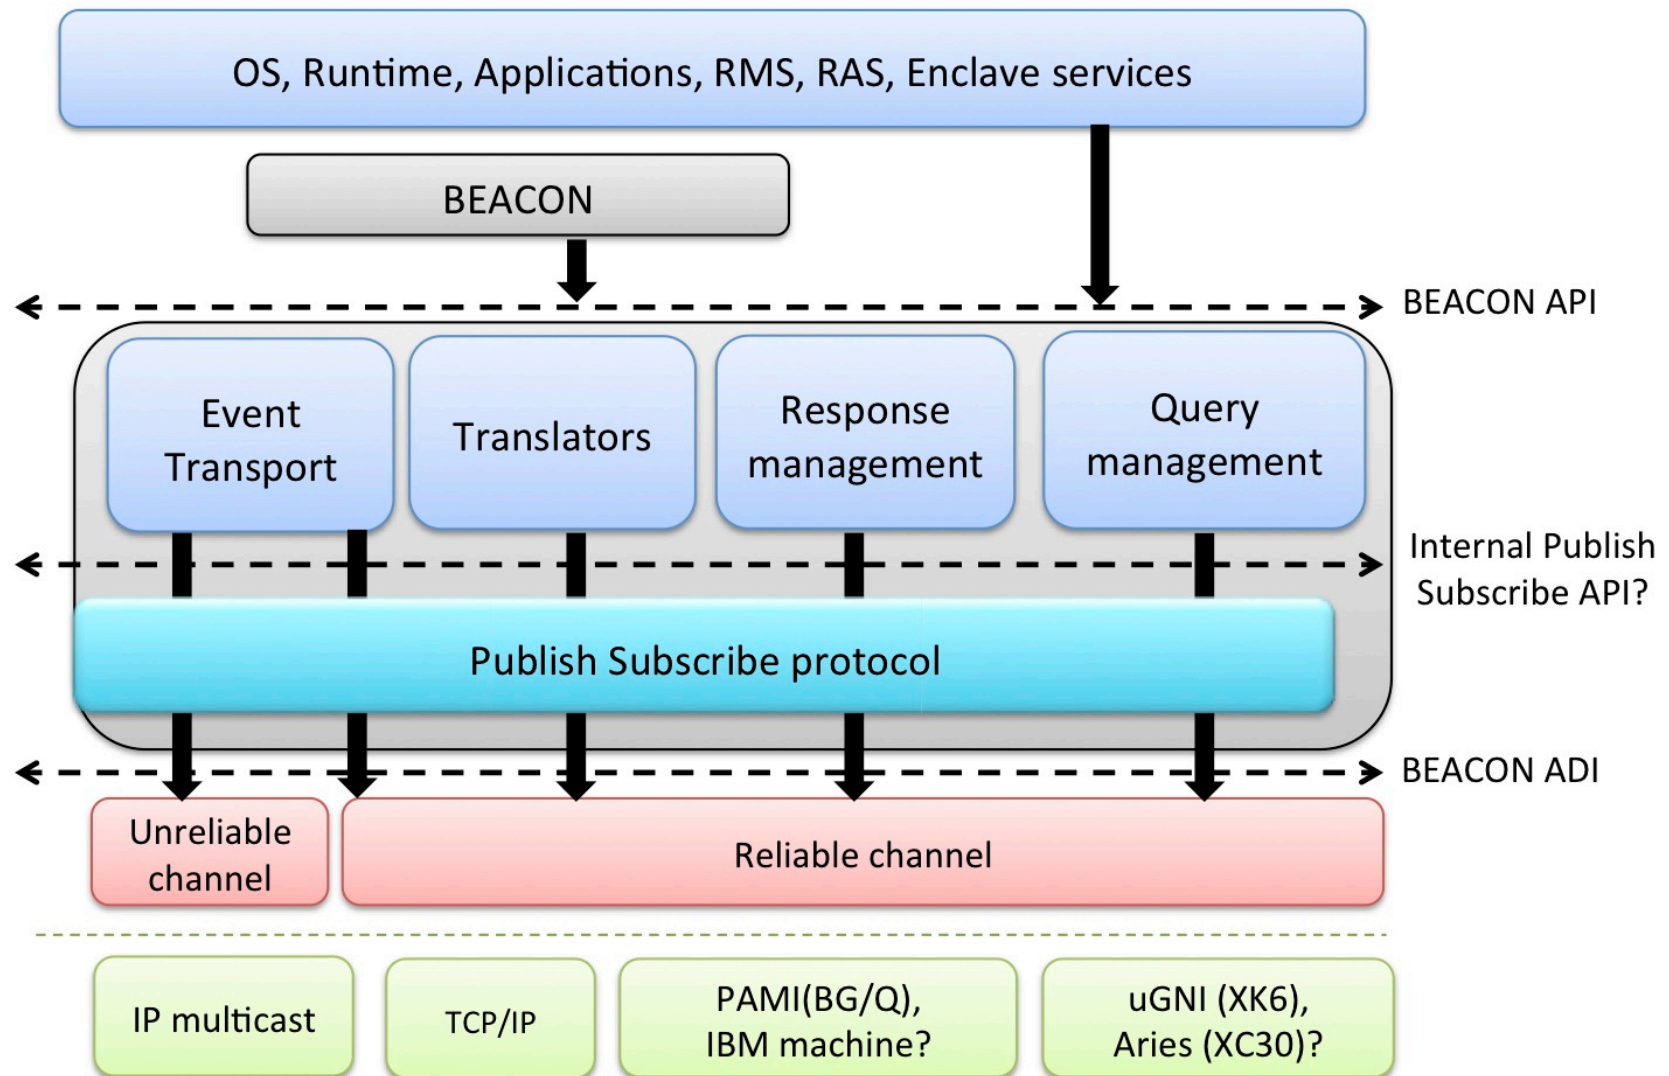 OS, Runtime, Applications, RMS, RAS, Enclave services
BEACON
BEACON API
Event
Transport
Translators
Response
management
Query
management
Internal Publish
Subscribe API?
Publish Subscribe protocol
BEACON ADI
Unreliable
channel
Reliable channel
IP multicast
TCP/IP
PAMI(BG/Q),
IBM machine?
uGNI (XK6),
Aries (XC30)?